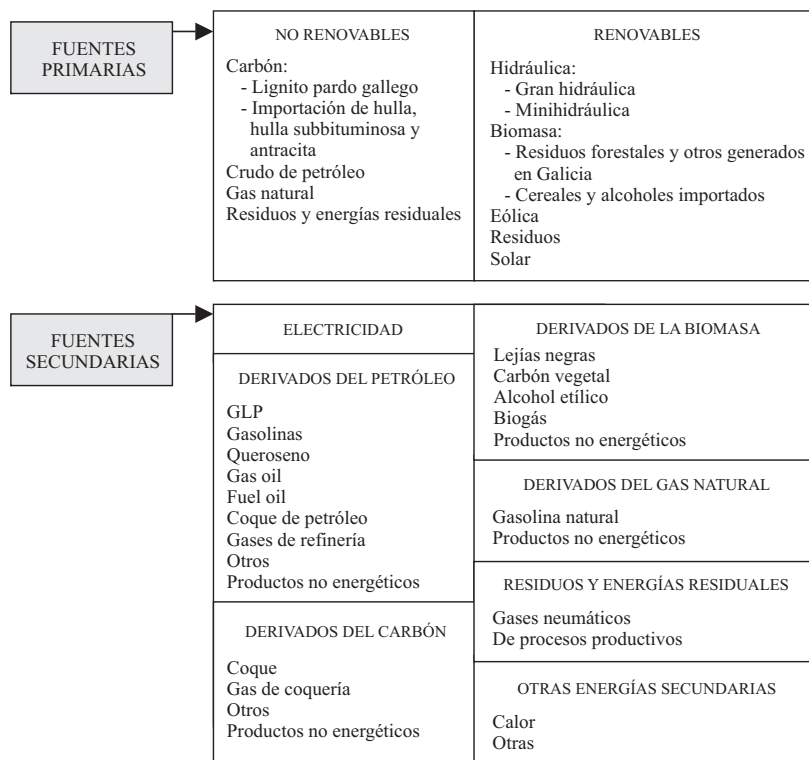 FUENTES
PRIMARIAS
NO RENOVABLES
Carbón:
- Lignito pardo gallego
- Importación de hulla,
hulla subbituminosa y
antracita
Crudo de petróleo
Gas natural
Residuos y energías residuales
RENOVABLES
Hidráulica:
- Gran hidráulica
- Minihidráulica
Biomasa:
- Residuos forestales y otros generados
en Galicia
- Cereales y alcoholes importados
Eólica
Residuos
Solar
FUENTES
SECUNDARIAS
ELECTRICIDAD
DERIVADOS DEL PETRÓLEO
GLP
Gasolinas
Queroseno
Gas oil
Fuel oil
Coque de petróleo
Gases de refinería
Otros
Productos no energéticos
DERIVADOS DEL CARBÓN
Coque
Gas de coquería
Otros
Productos no energéticos
DERIVADOS DE LA BIOMASA
Lejías negras
Carbón vegetal
Alcohol etílico
Biogás
Productos no energéticos
DERIVADOS DEL GAS NATURAL
Gasolina natural
Productos no energéticos
RESIDUOS Y ENERGÍAS RESIDUALES
Gases neumáticos
De procesos productivos
OTRAS ENERGÍAS SECUNDARIAS
Calor
Otras